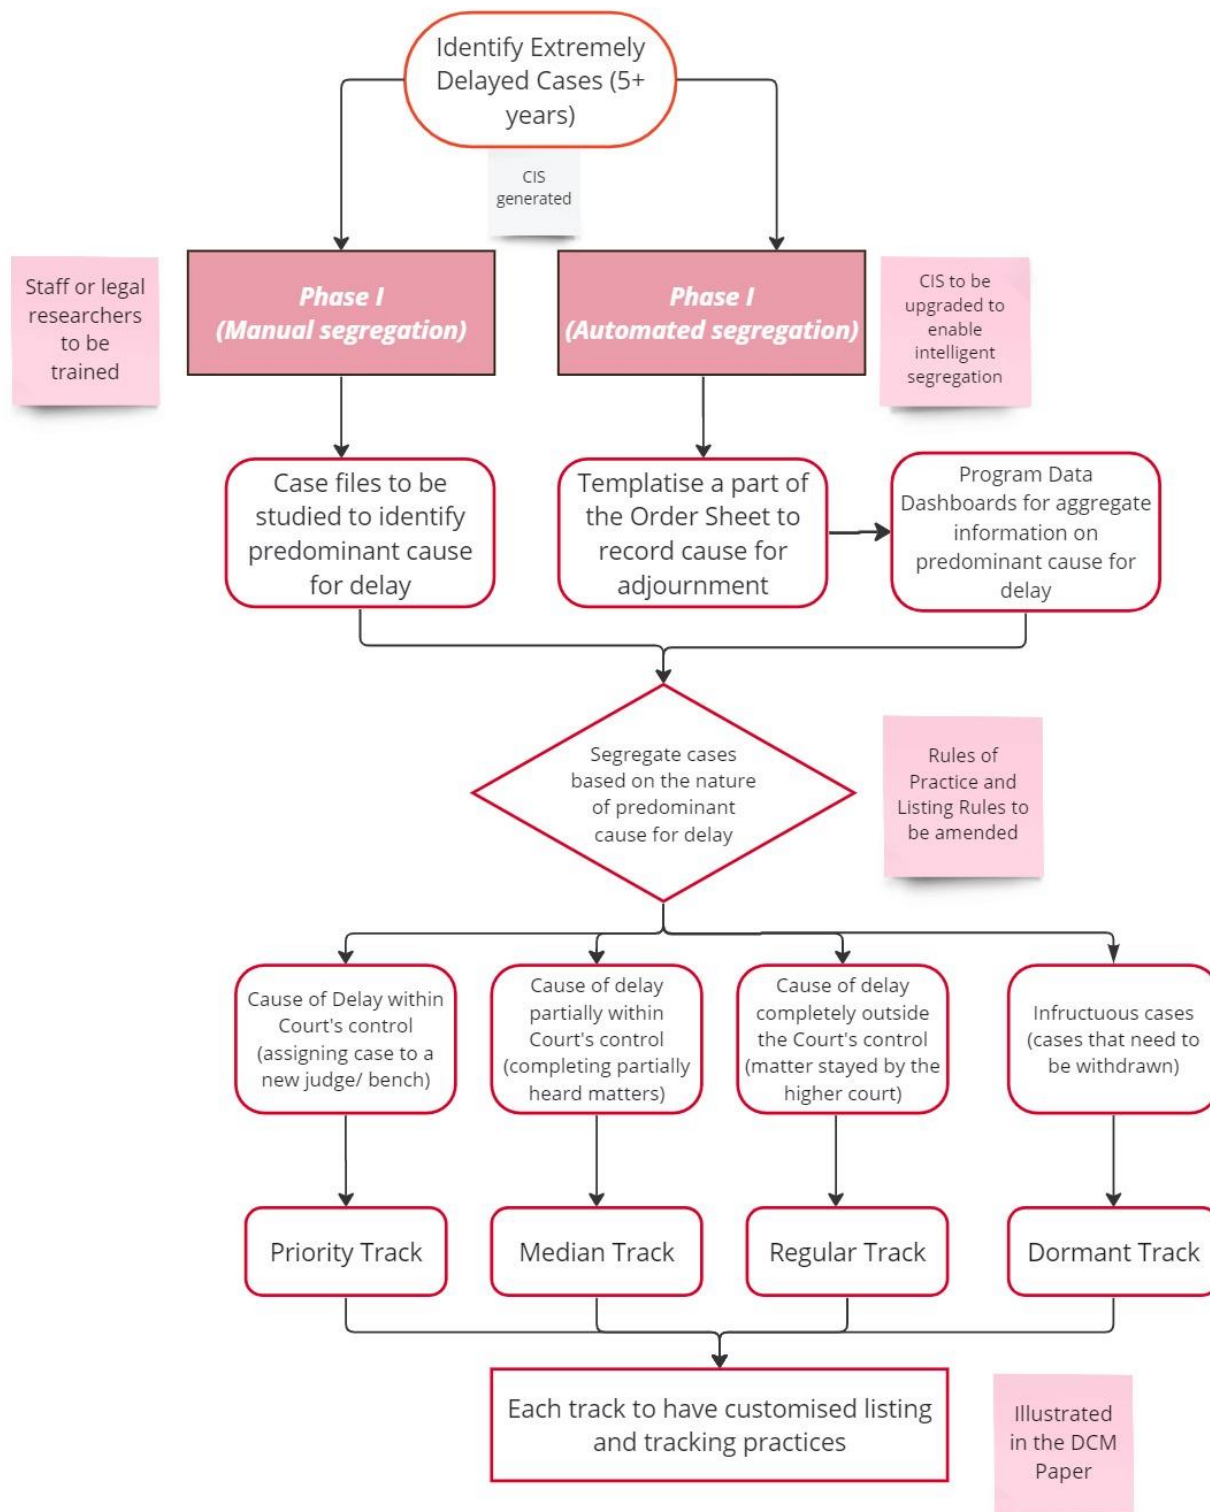 Identify Extremely
Delayed Cases (5+
years)
CIS
generated
Staff or legal
researchers
to be
trained
Phase I
(Manual segregation)
Phase I
(Automated segregation)
CIS to be
upgraded to
enable
intelligent
segregation
Case files to be
studied to identify
predominant cause
for delay
Templatise a part of
the Order Sheet to
record cause for
adjournment
Program Data
Dashboards for aggregate
information on
predominant cause for
delay
Segregate cases
based on the nature
of predominant
cause for delay
Rules of
Practice and
Listing Rules to
be amended
Cause of Delay within
Court's control
(assigning case to a
new judge/ bench)
Cause of delay
partially within
Court's control
(completing partially
heard matters)
Cause of delay
completely outside
the Court's control
(matter stayed by the
higher court)
Infructuous cases
(cases that need to
be withdrawn)
Priority Track
Median Track
Regular Track
Dormant Track
Each track to have customised listing
and tracking practices
Illustrated
in the DCM
Paper